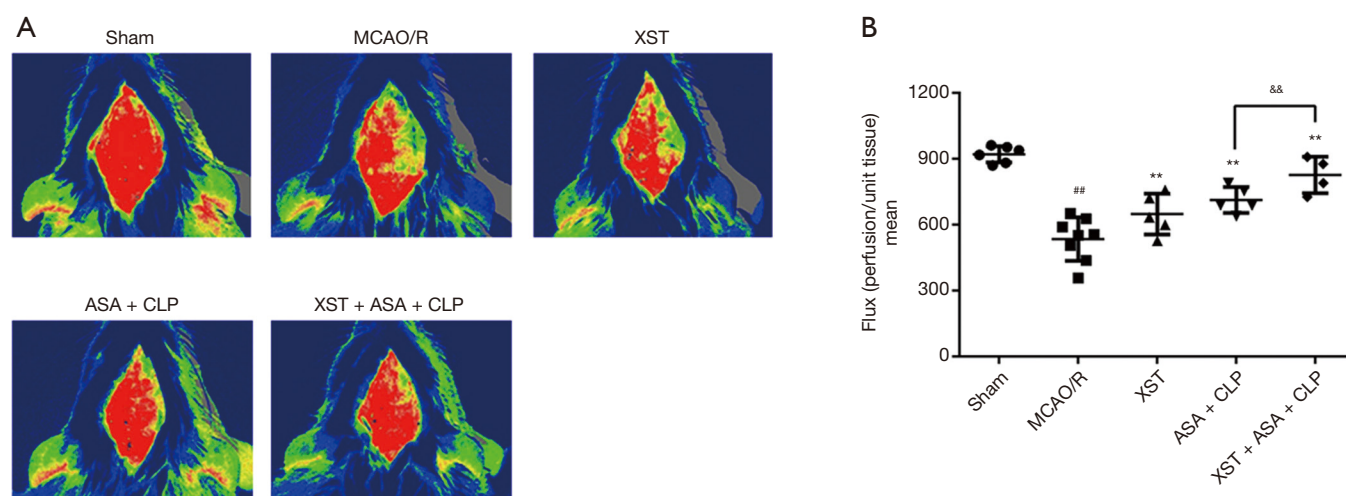 A
Sham
MCAO/R
XST
ASA + CLP
XST + ASA + CLP
B
Flux (perfusion/unit tissue)
mean
1200
900
600
300
0
##
**
**
&&
**
Sham
MCAO/R
XST
ASA + CLP
XST + ASA + CLP